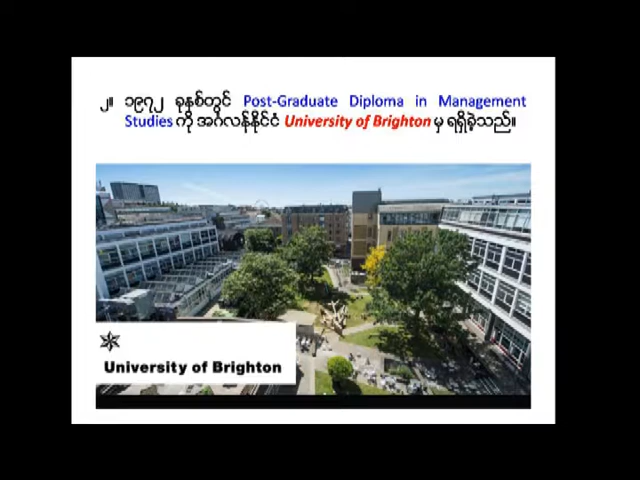 ၂။ ၁၉၇၂ ခုနှစ်တွင် Post-Graduate Diploma in Management
Studies ကို အင်္ဂလန်နိုင်ငံ University of Brighton မှ ရရှိခဲ့သည်။
University of Brighton